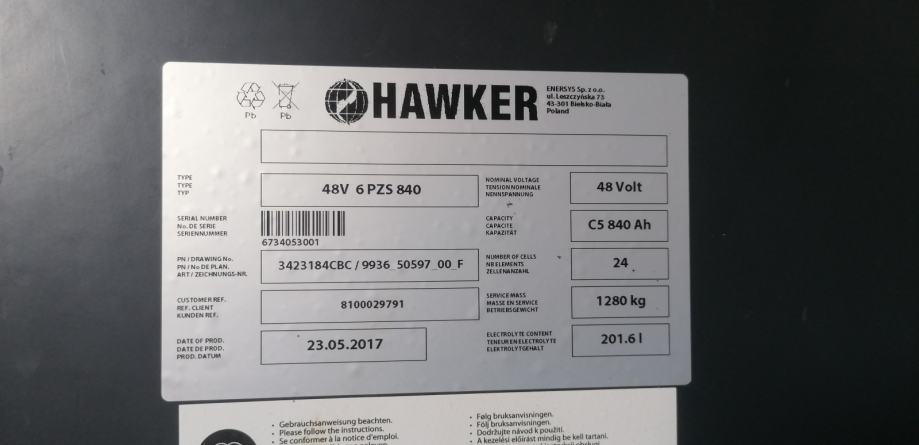 Pb
Pb
HAWKER
ENERSYS Sp. z o.o.
ul. Leszczyńska 73
43-301 Bielsko-Biała
Poland
TYPE
TYPE
TYP
48V 6 PZS 840
NOMINAL VOLTAGE
TENSION NOMINALE
NENNSPANNUNG
48 Volt
SERIAL NUMBER
No. DE SERIE
SERIENNUMMER
6734053001
CAPACITY
CAPACITE
KAPAZITÄT
C5 840 Ah
PN / DRAWING No.
PN / No DE PLAN.
ART / ZEICHNUNGS-NR.
3423184CBC / 9936_50597_00_F
NUMBER OF CELLS
NB ELEMENTS
ZELLENANZAHL
24
CUSTOMER REF.
REF. CLIENT
KUNDEN REF.
8100029791
SERVICE MASS
MASSE EN SERVICE
BETRIEBSGEWICHT
1280 kg
DATE OF PROD.
DATE DE PROD.
PROD. DATUM
23.05.2017
ELECTROLYTE CONTENT
TENEUR EN ELECTROLYTE
ELEKTROLYTGEHALT
201.6 l
• Gebrauchsanweisung beachten.
• Please follow the instructions.
• Se conformer à la notice d'emploi.
• Følg bruksanvisningen.
• Följ bruksanvisningen.
• Dodržujte návod k použití.
• A kezelési előírást mindig be kell tartani.